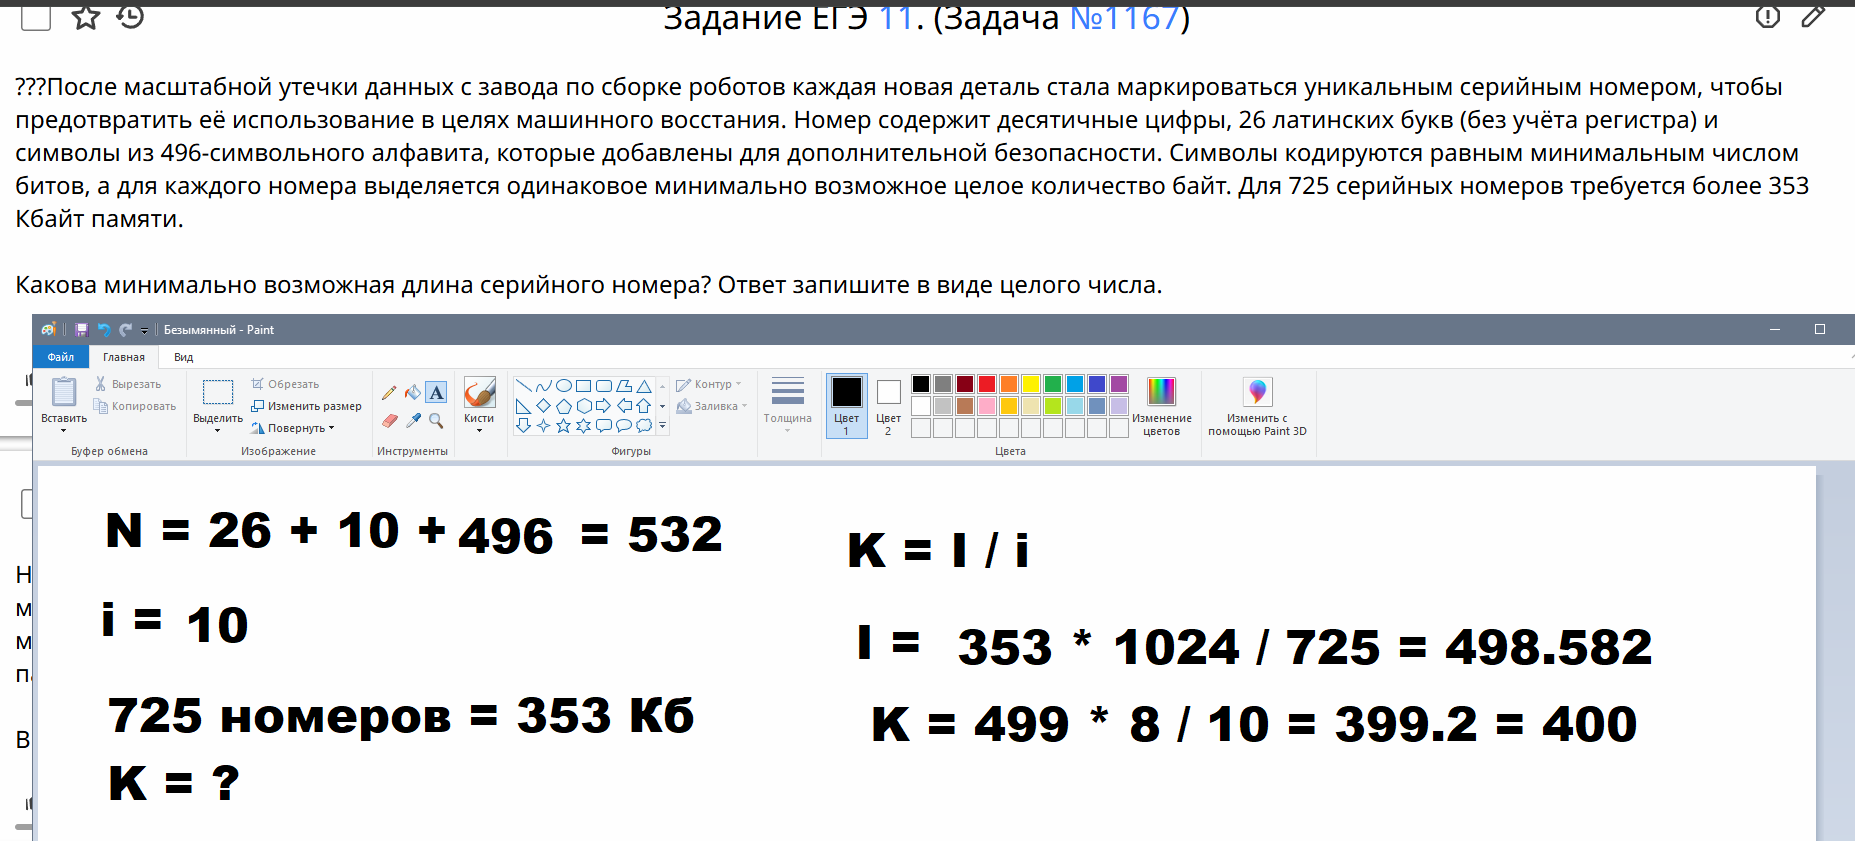 Задание ЕГЭ 11. (Задача №1167)
???После масштабной утечки данных с завода по сборке роботов каждая новая деталь стала маркироваться уникальным серийным номером, чтобы
предотвратить её использование в целях машинного восстания. Номер содержит десятичные цифры, 26 латинских букв (без учёта регистра) и
символы из 496-символьного алфавита, которые добавлены для дополнительной безопасности. Символы кодируются равным минимальным числом
битов, а для каждого номера выделяется одинаковое минимально возможное целое количество байт. Для 725 серийных номеров требуется более 353
Кбайт памяти.
Какова минимально возможная длина серийного номера? Ответ запишите в виде целого числа.
Безымянный - Paint
Файл Главная Вид
Вставить
Вырезать
Копировать
Буфер обмена
Выделить
Обрезать
Изменить размер
Повернуть
Изображение
A
Инструменты
Кисти
Контур
Заливка
Фигуры
Толщина
Цвет
1
Цвет
2
Изменение
цветов
Цвета
Изменить с
помощью Paint 3D
N = 26 + 10 + 496 = 532
i = 10
725 номеров = 353 Кб
K = ?
K = I / i
I = 353 * 1024 / 725 = 498.582
K = 499 * 8 / 10 = 399.2 = 400
Н
м
м
В